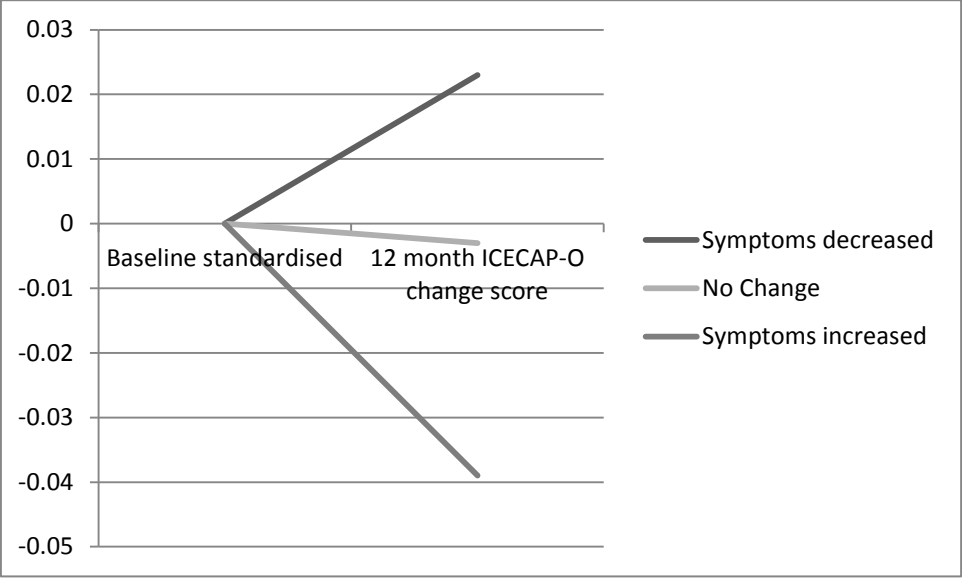 0.03
0.02
0.01
0
-0.01
-0.02
-0.03
-0.04
-0.05
Baseline standardised
12 month ICECAP-O
change score
Symptoms decreased
No Change
Symptoms increased